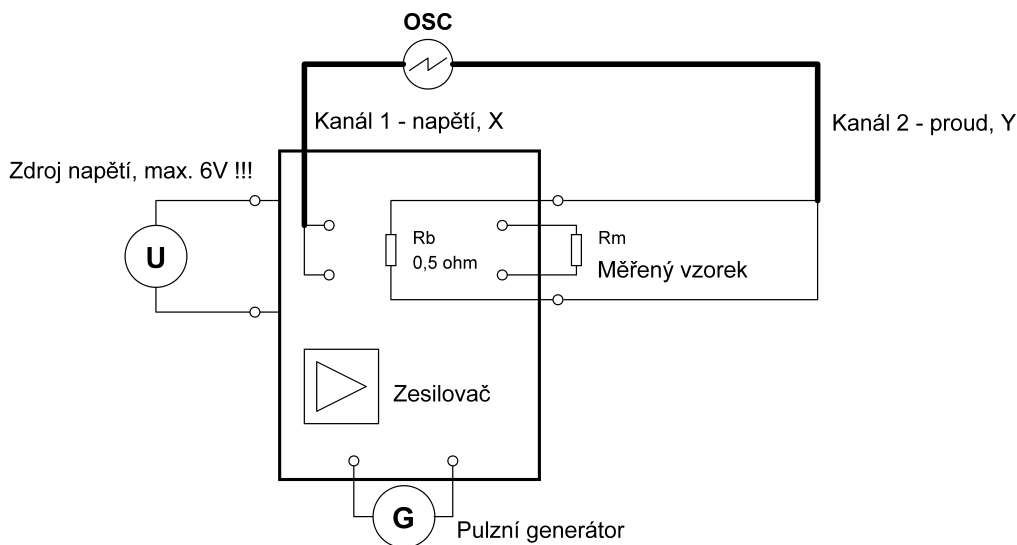 OSC
Kanál 1 - napětí, X
Kanál 2 - proud, Y
Zdroj napětí, max. 6V !!!
U
Rb
0,5 ohm
Rm
Měřený vzorek
Zesilovač
G
Pulzní generátor